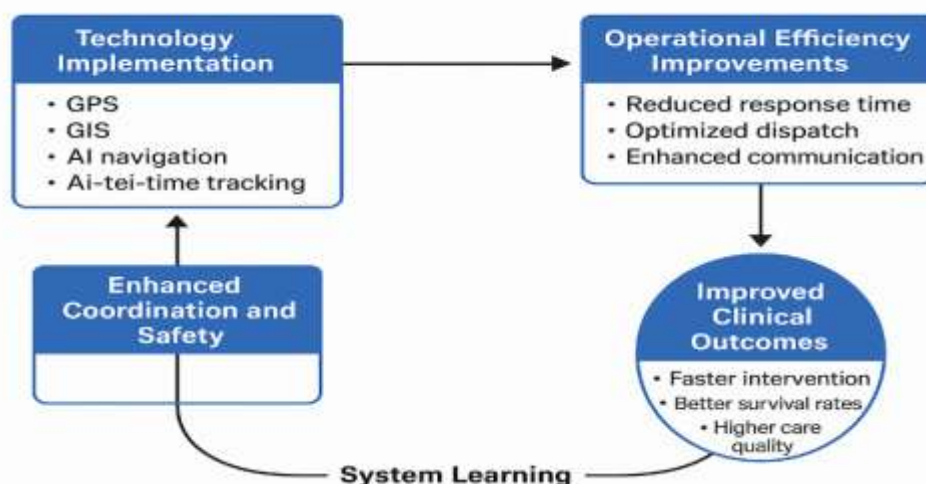 Technology
Implementation
• GPS
• GIS
• AI navigation
• Ai-tei-time tracking
Operational Efficiency
Improvements
• Reduced response time
• Optimized dispatch
• Enhanced communication
Improved
Clinical
Outcomes
• Faster intervention
• Better survival rates
• Higher care
quality
Enhanced
Coordination and
Safety
System Learning